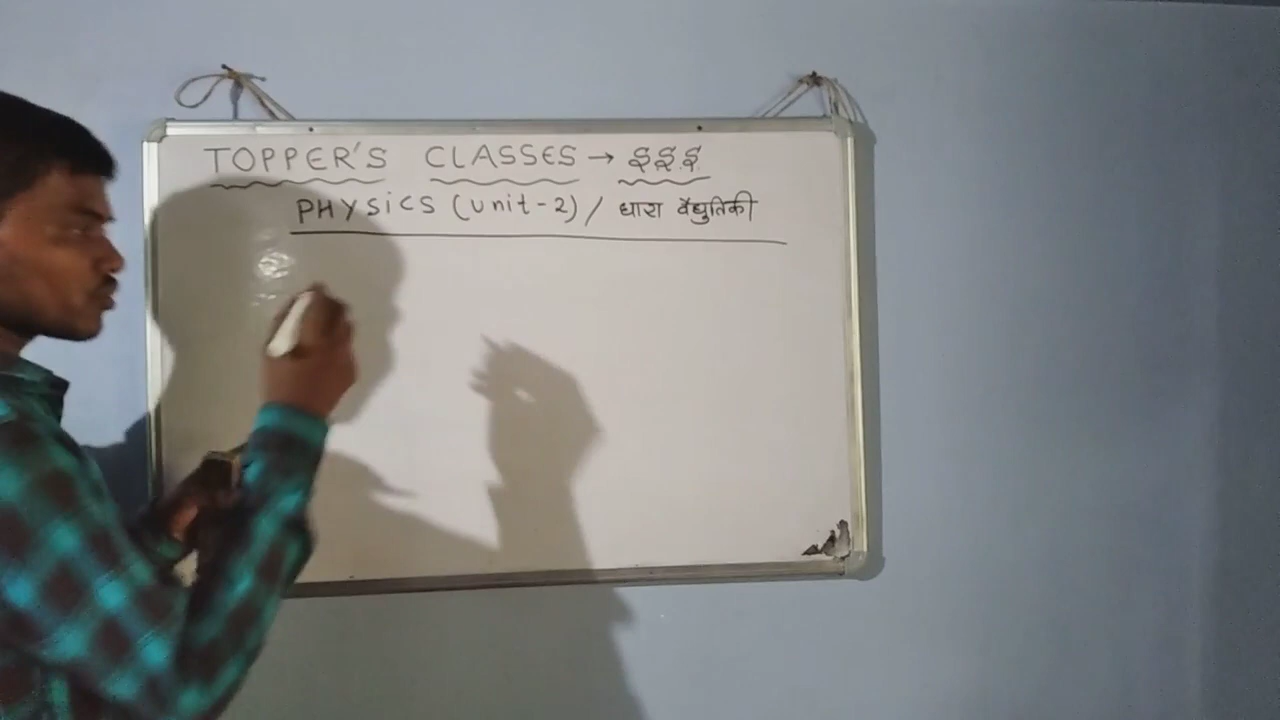 TOPPER'S CLASSES →
PHYSICS (unit-2) / धारा वैद्युतिकी